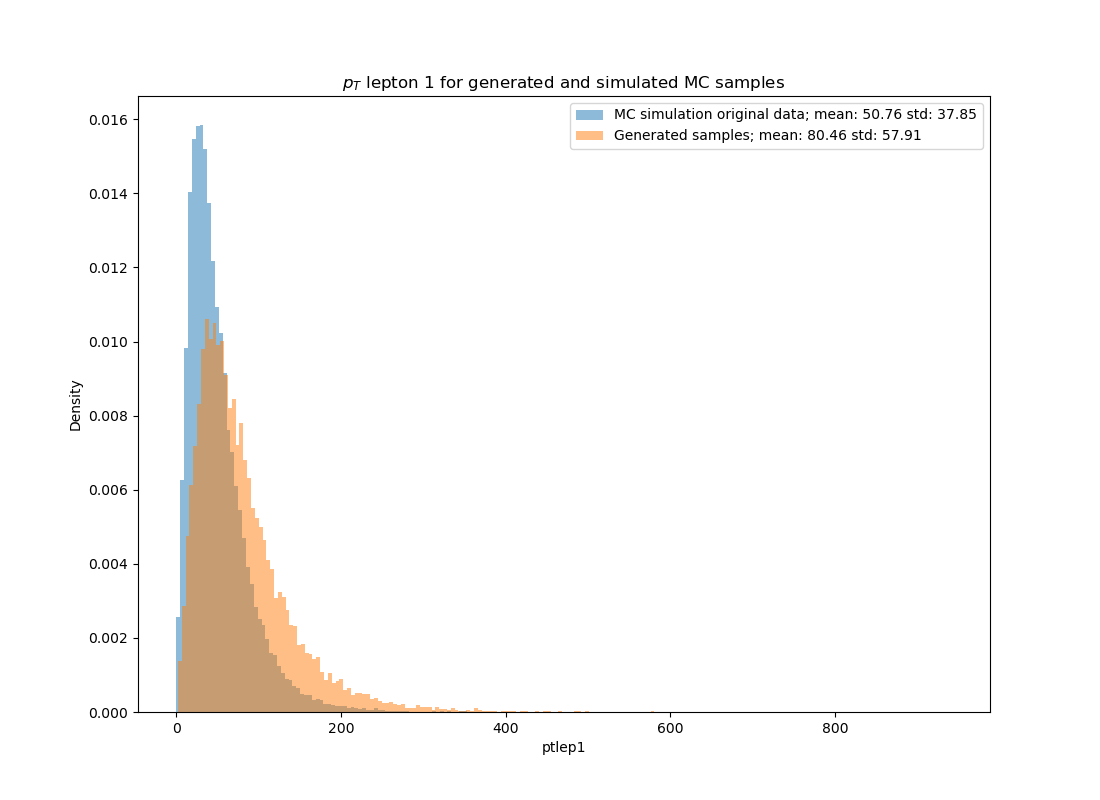 p_T lepton 1 for generated and simulated MC samples
MC simulation original data; mean: 50.76 std: 37.85
Generated samples; mean: 80.46 std: 57.91
0.016
0.014
0.012
0.010
0.008
0.006
0.004
0.002
0.000
Density
0 200 400 600 800
ptlep1